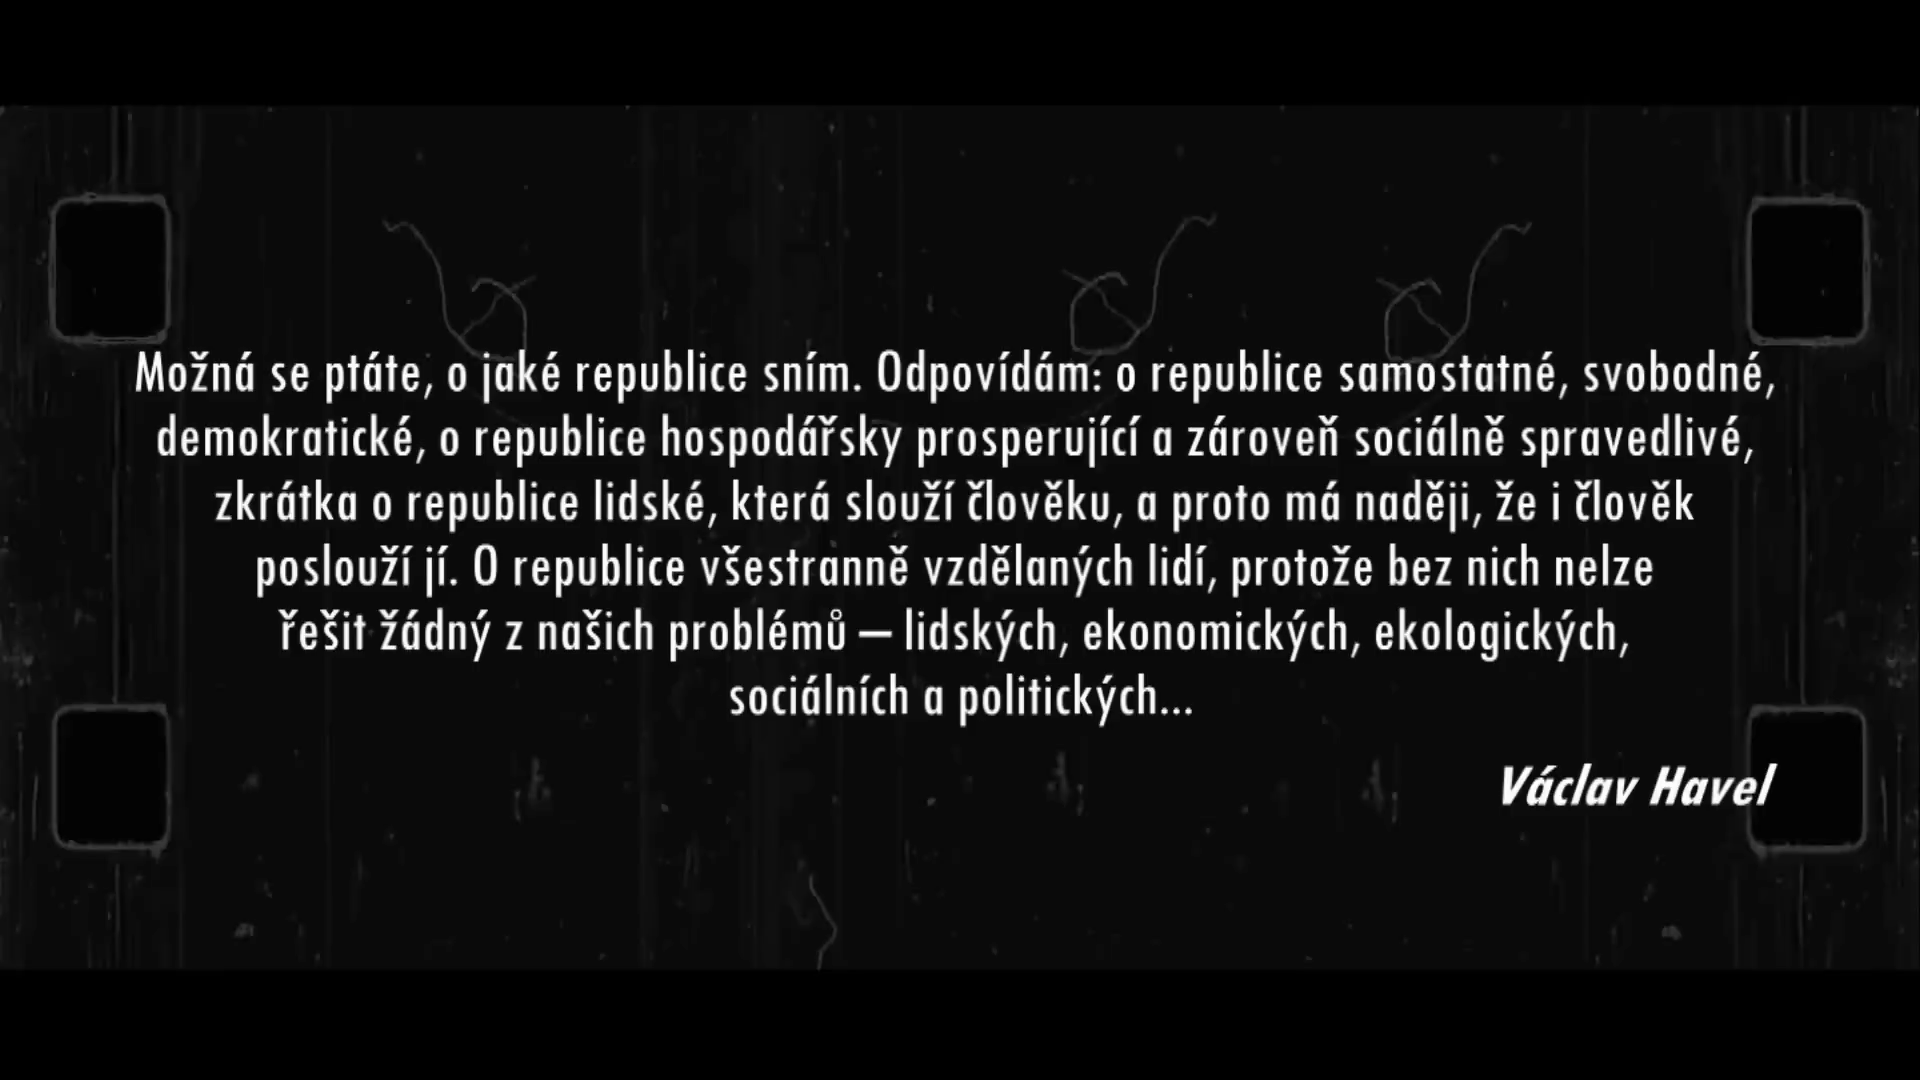 Možná se ptáte, o jaké republice sním. Odpovídám: o republice samostatné, svobodné,
demokratické, o republice hospodářsky prosperující a zároveň sociálně spravedlivé,
zkrátka o republice lidské, která slouží člověku, a proto má naději, že i člověk
poslouží jí. O republice všestranně vzdělaných lidí, protože bez nich nelze
řešit žádný z našich problémů – lidských, ekonomických, ekologických,
sociálních a politických...
Václav Havel